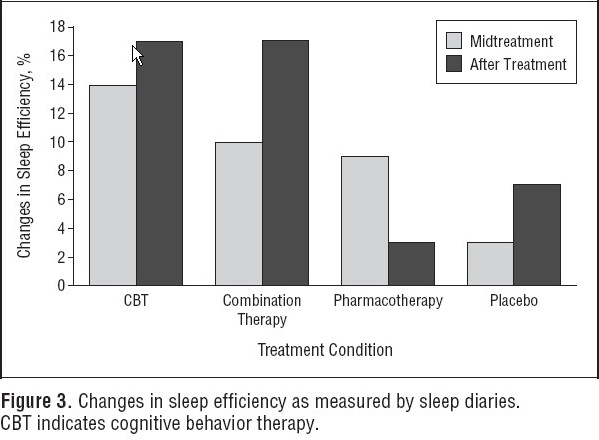 18
16
14
12
10
8
6
4
2
0
Changes in Sleep Efficiency, %
Midtreatment
After Treatment
CBT
Combination
Therapy
Pharmacotherapy
Placebo
Treatment Condition
Figure 3. Changes in sleep efficiency as measured by sleep diaries.
CBT indicates cognitive behavior therapy.